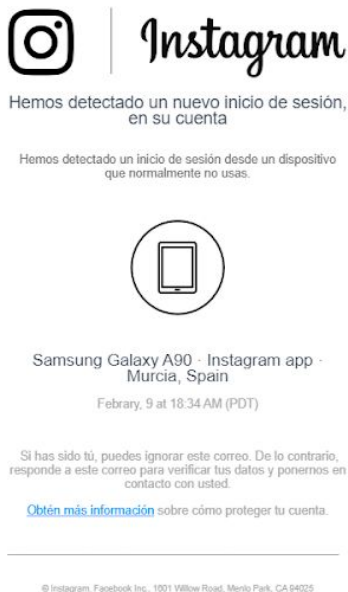 Instagram
Hemos detectado un nuevo inicio de sesión,
en su cuenta
Hemos detectado un inicio de sesión desde un dispositivo
que normalmente no usas.
Samsung Galaxy A90 · Instagram app ·
Murcia, Spain
Febrary, 9 at 18:34 AM (PDT)
Si has sido tú, puedes ignorar este correo. De lo contrario,
responde a este correo para verificar tus datos y ponernos en
contacto con usted.
Obtén más información sobre cómo proteger tu cuenta.
© Instagram. Facebook Inc., 1601 Willow Road, Menlo Park, CA 94025